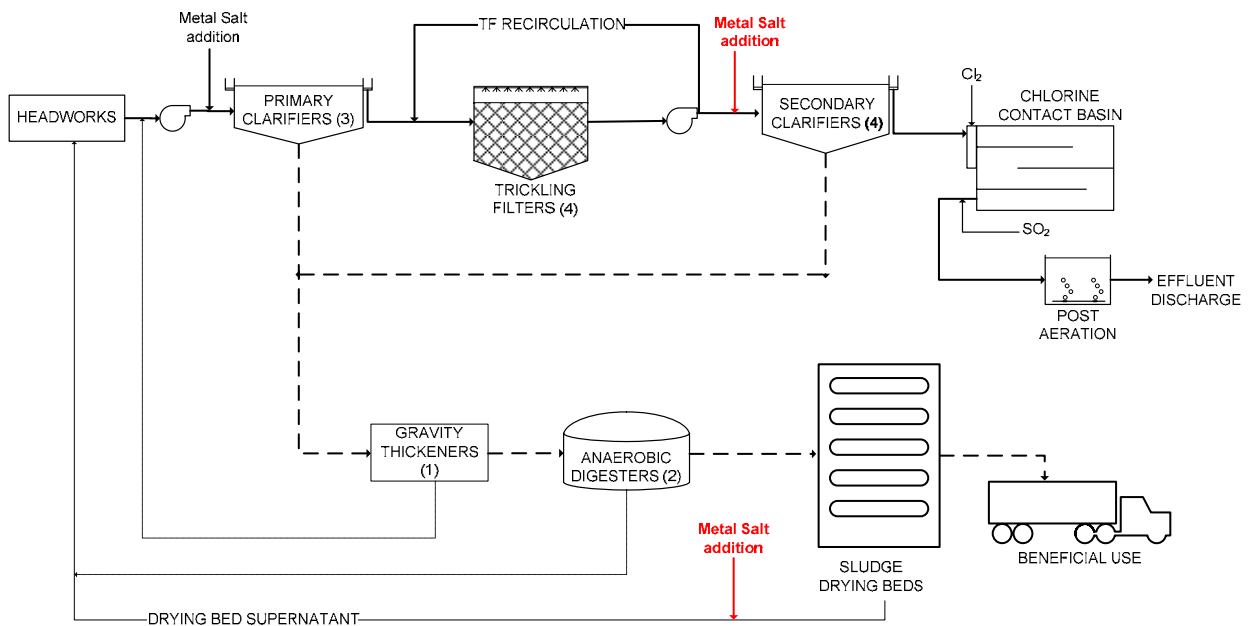 Metal Salt
addition
TF RECIRCULATION
Metal Salt
addition
Cl2
HEADWORKS
PRIMARY
CLARIFIERS (3)
SECONDARY
CLARIFIERS (4)
CHLORINE
CONTACT BASIN
TRICKLING
FILTERS (4)
SO2
EFFLUENT
DISCHARGE
POST
AERATION
GRAVITY
THICKENERS
(1)
ANAEROBIC
DIGESTERS (2)
Metal Salt
addition
SLUDGE
DRYING BEDS
BENEFICIAL USE
DRYING BED SUPERNATANT